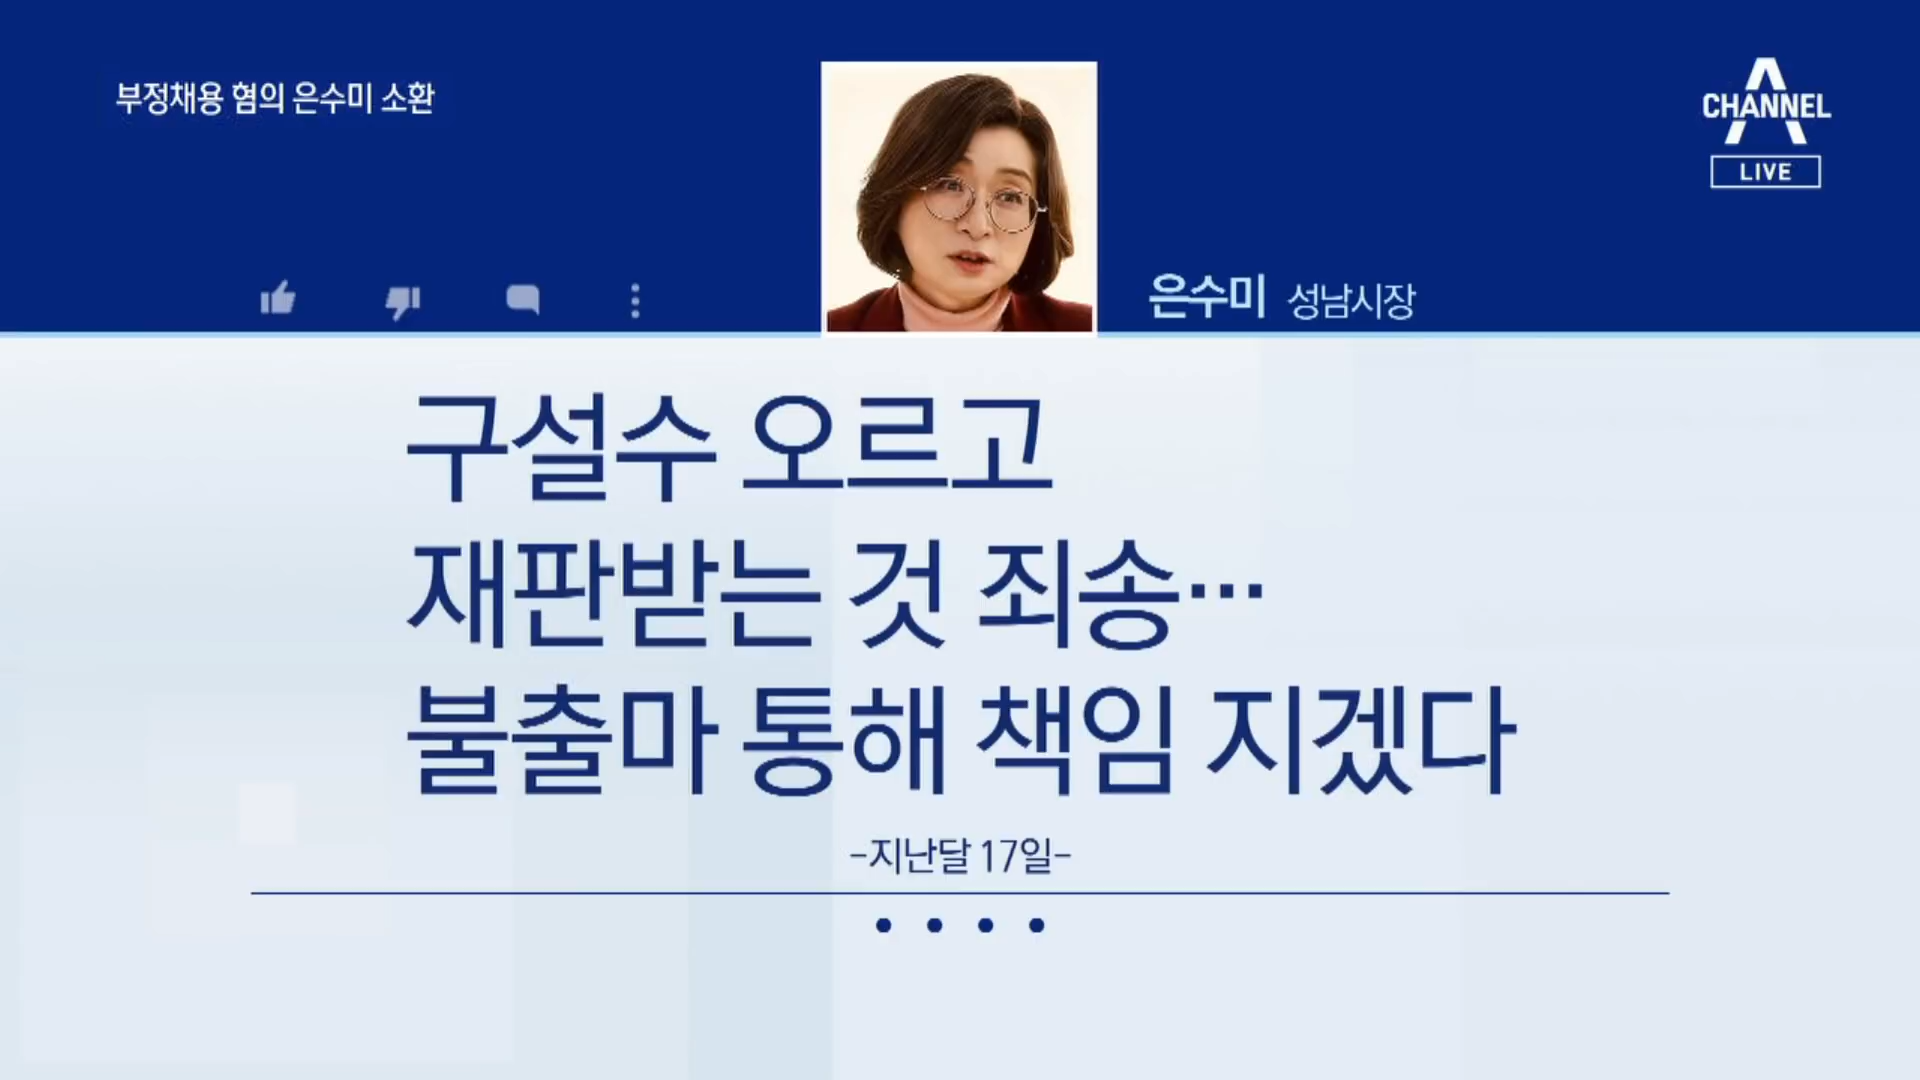 부정채용 혐의 은수미 소환
CHANNEL A
LIVE
은수미 성남시장
구설수 오르고
재판받는 것 죄송…
불출마 통해 책임 지겠다
-지난달 17일-